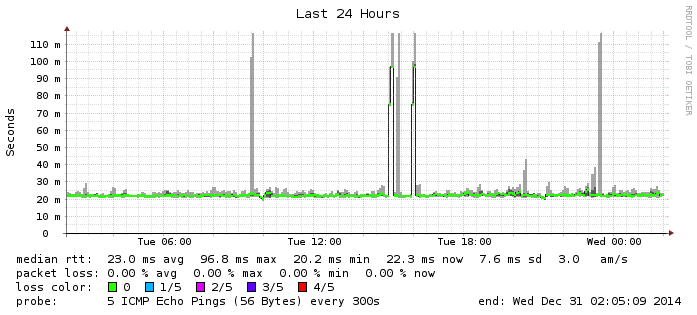 Last 24 Hours
RRDTOOL / TOBI OETIKER
Seconds
110 m
100 m
90 m
80 m
70 m
60 m
50 m
40 m
30 m
20 m
10 m
0
Tue 06:00 Tue 12:00 Tue 18:00 Wed 00:00
median rtt: 23.0 ms avg 96.8 ms max 20.2 ms min 22.3 ms now 7.6 ms sd 3.0 am/s
packet loss: 0.00 % avg 0.00 % max 0.00 % min 0.00 % now
loss color: 0 1/5 2/5 3/5 4/5
probe: 5 ICMP Echo Pings (56 Bytes) every 300s end: Wed Dec 31 02:05:09 2014